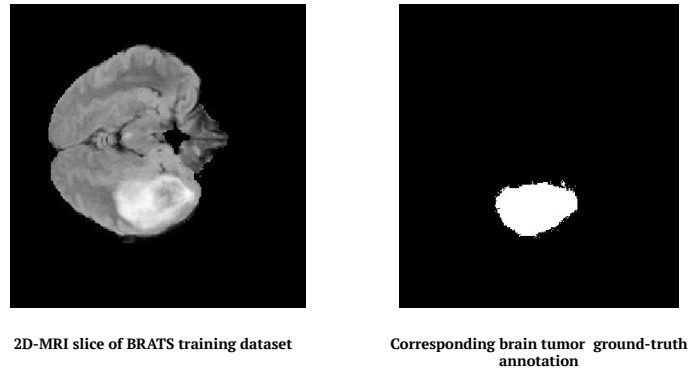 2D-MRI slice of BRATS training dataset
Corresponding brain tumor ground-truth
annotation